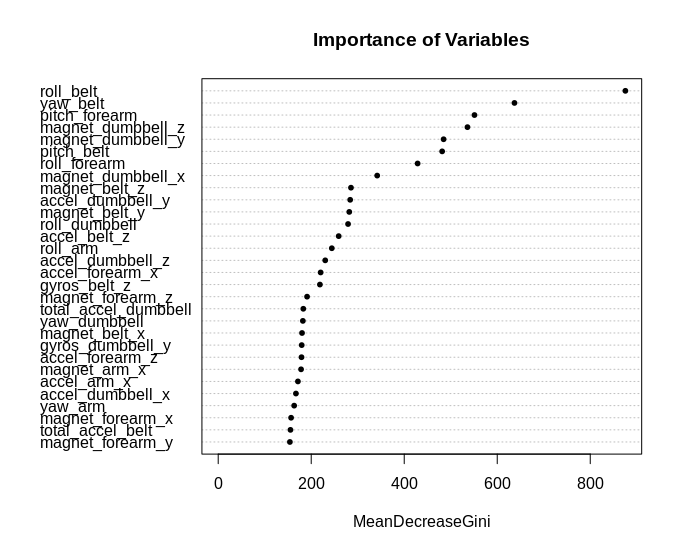 Importance of Variables
roll_belt
yaw_belt
pitch_forearm
magnet_dumbbell_z
magnet_dumbbell_y
pitch_belt
roll_forearm
magnet_dumbbell_x
magnet_belt_z
accel_dumbbell_y
magnet_belt_y
roll_dumbbell
accel_belt_z
roll_arm
accel_dumbbell_z
accel_forearm_x
gyros_belt_z
magnet_forearm_z
total_accel_dumbbell
yaw_dumbbell
magnet_belt_x
gyros_dumbbell_y
accel_forearm_z
magnet_arm_x
accel_arm_x
accel_dumbbell_x
yaw_arm
magnet_forearm_x
total_accel_belt
magnet_forearm_y
0 200 400 600 800
MeanDecreaseGini